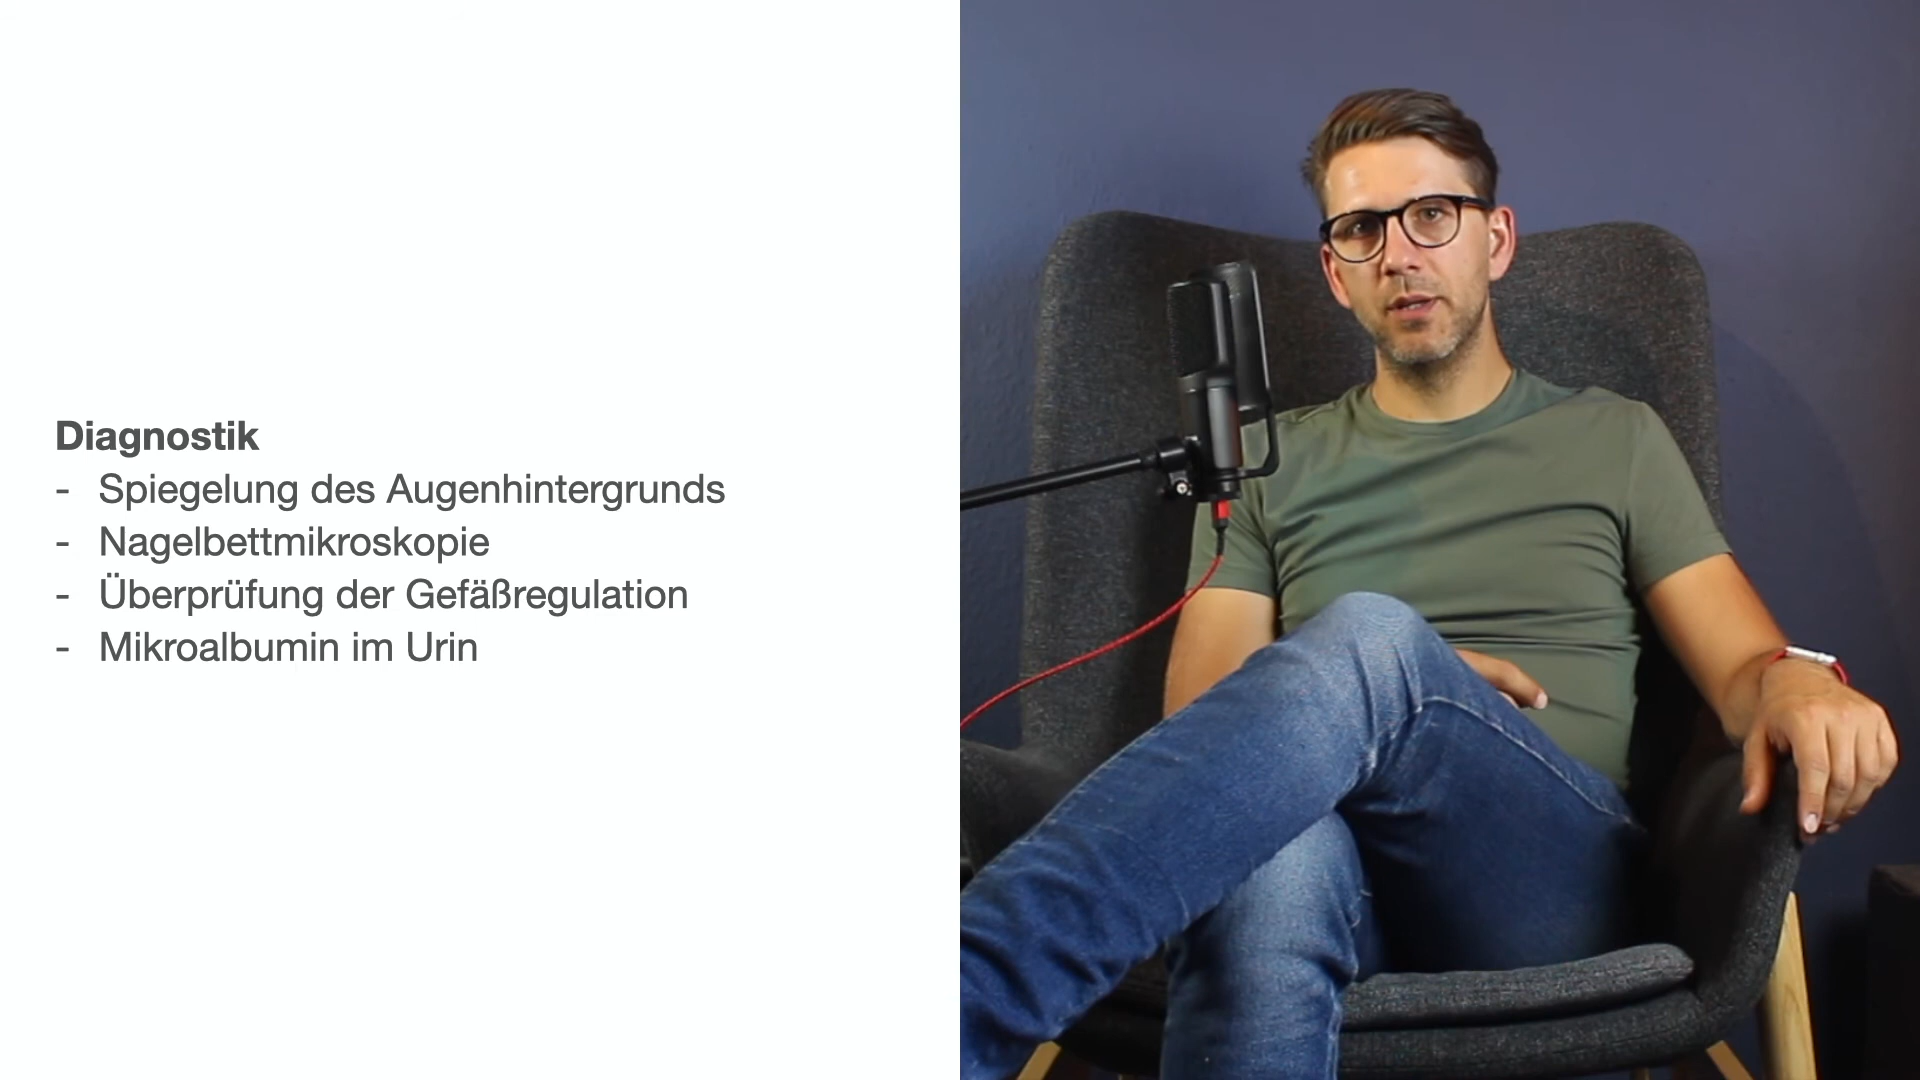 Diagnostik
- Spiegelung des Augenhintergrunds
- Nagelbettmikroskopie
- Überprüfung der Gefäßregulation
- Mikroalbumin im Urin